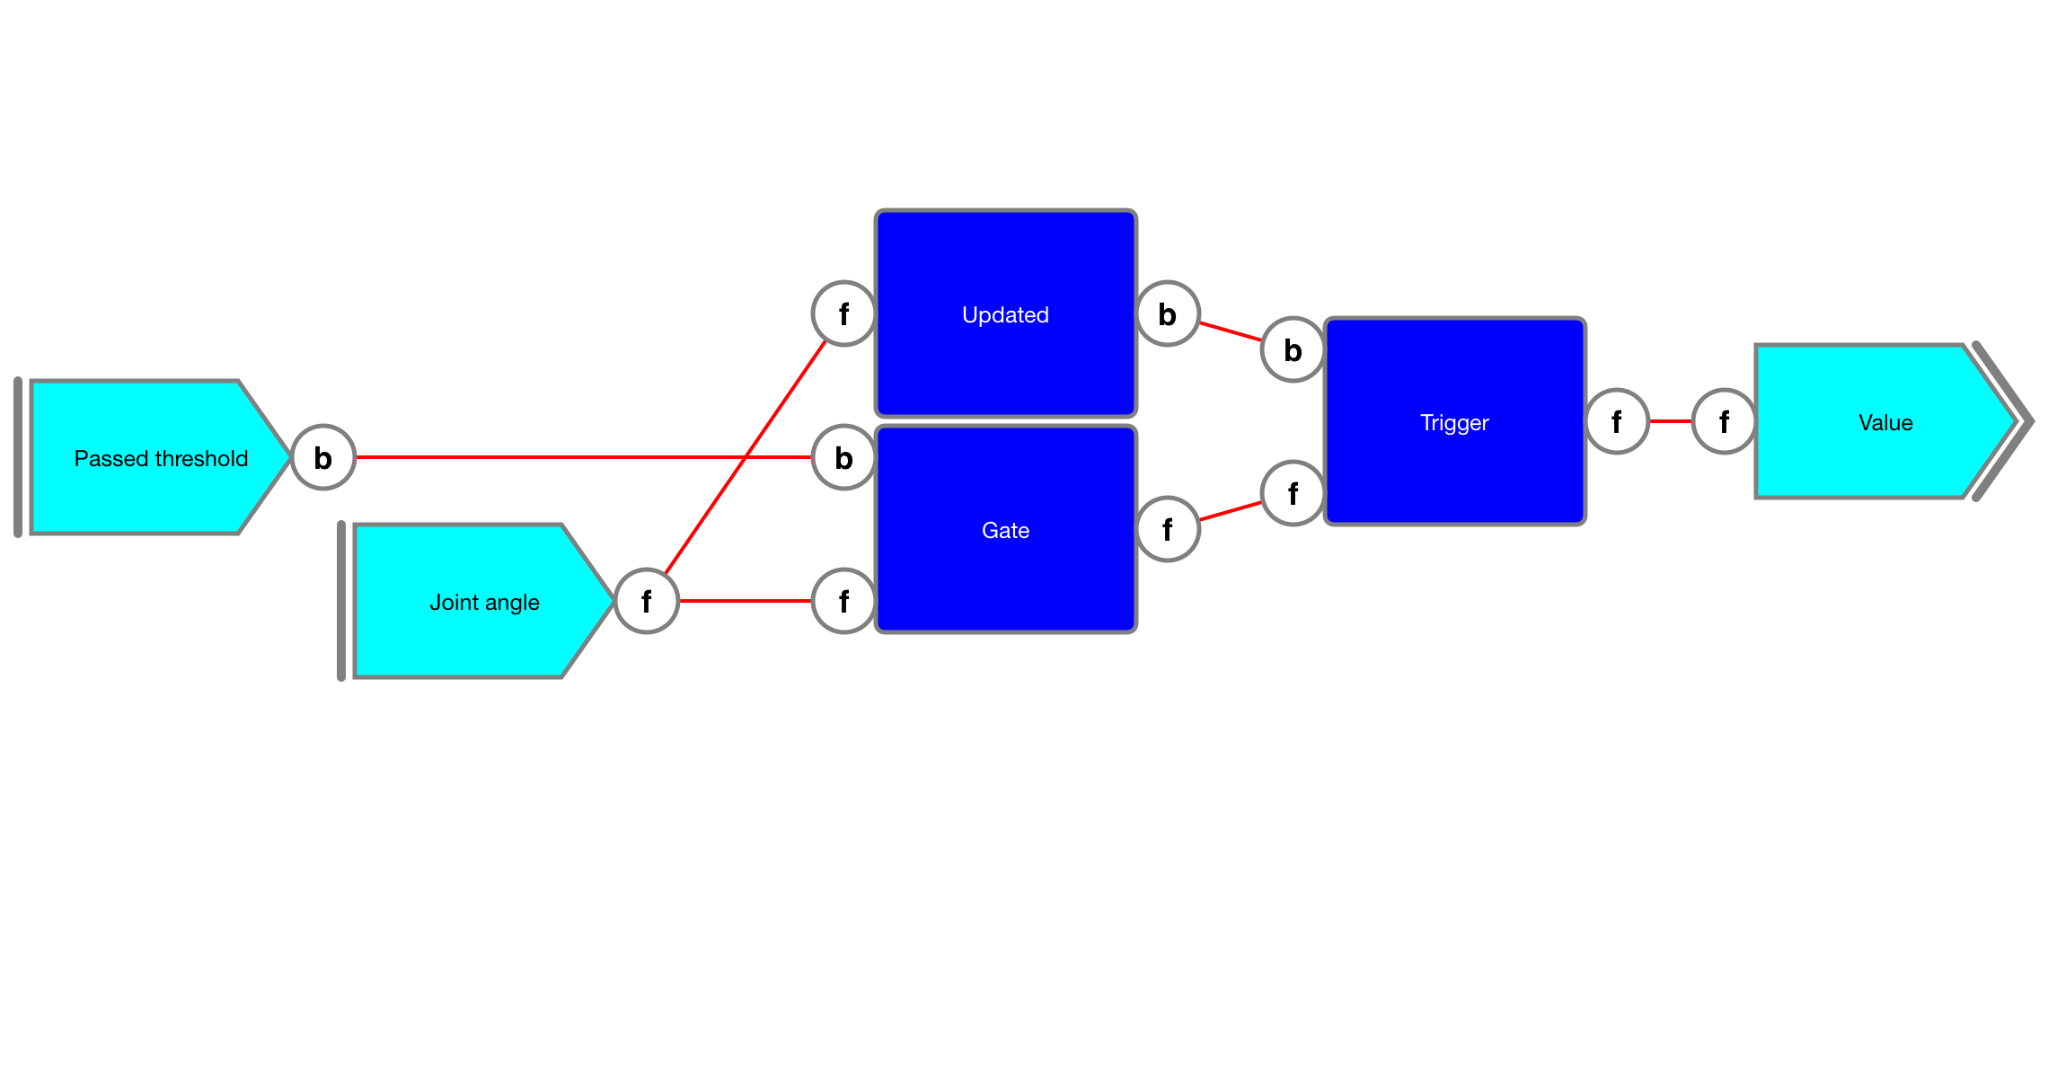 f
Updated
b
b
Passed threshold
b
b
Gate
f
f
Trigger
f
f
Value
Joint angle
f
f